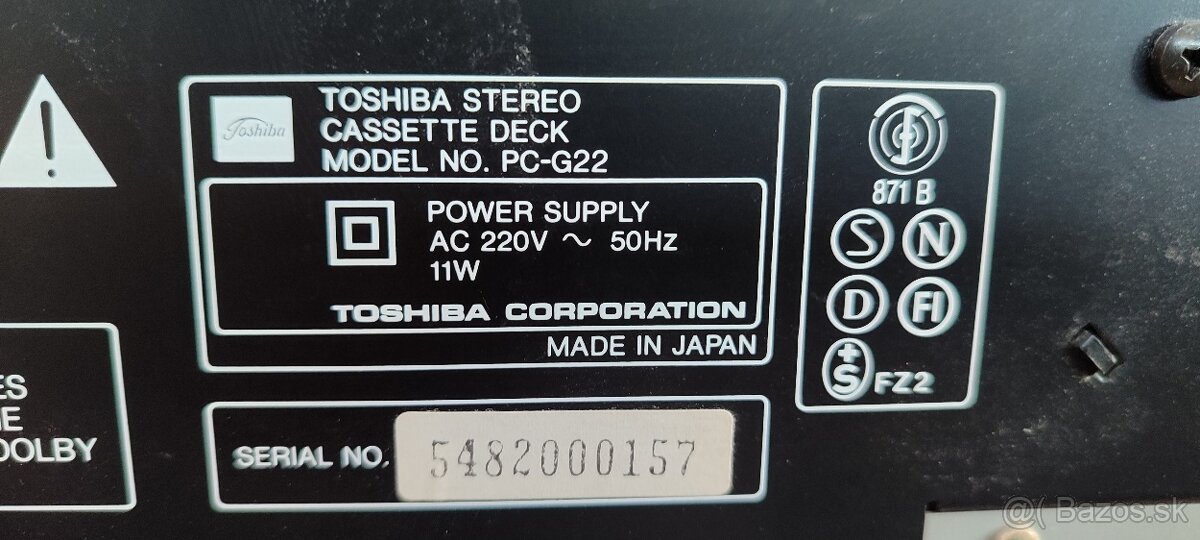 Toshiba
TOSHIBA STEREO
CASSETTE DECK
MODEL NO. PC-G22
POWER SUPPLY
AC 220V ~ 50Hz
11W
TOSHIBA CORPORATION
MADE IN JAPAN
SERIAL NO. 5482000157
871 B
S N
D FI
+S FZ2
ES
DOLBY
@( Bazos.sk